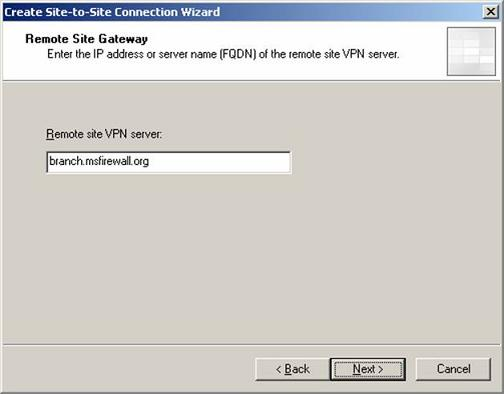 Create Site-to-Site Connection Wizard
Remote Site Gateway
Enter the IP address or server name (FQDN) of the remote site VPN server.
Remote site VPN server:
branch.msfirewall.org
< Back
Next >
Cancel